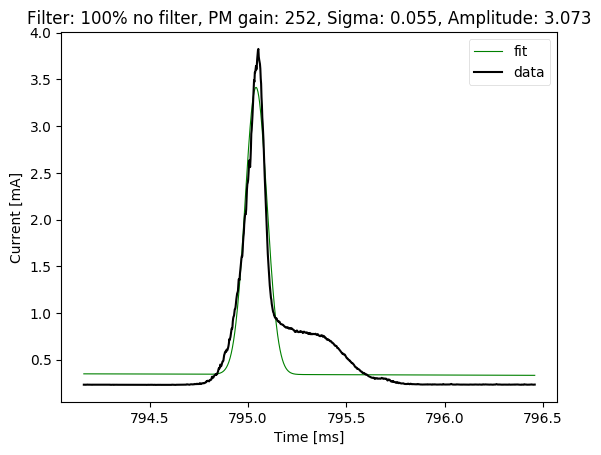 Filter: 100% no filter, PM gain: 252, Sigma: 0.055, Amplitude: 3.073
4.0
3.5
3.0
2.5
2.0
1.5
1.0
0.5
Current [mA]
fit
data
794.5
795.0
795.5
796.0
796.5
Time [ms]